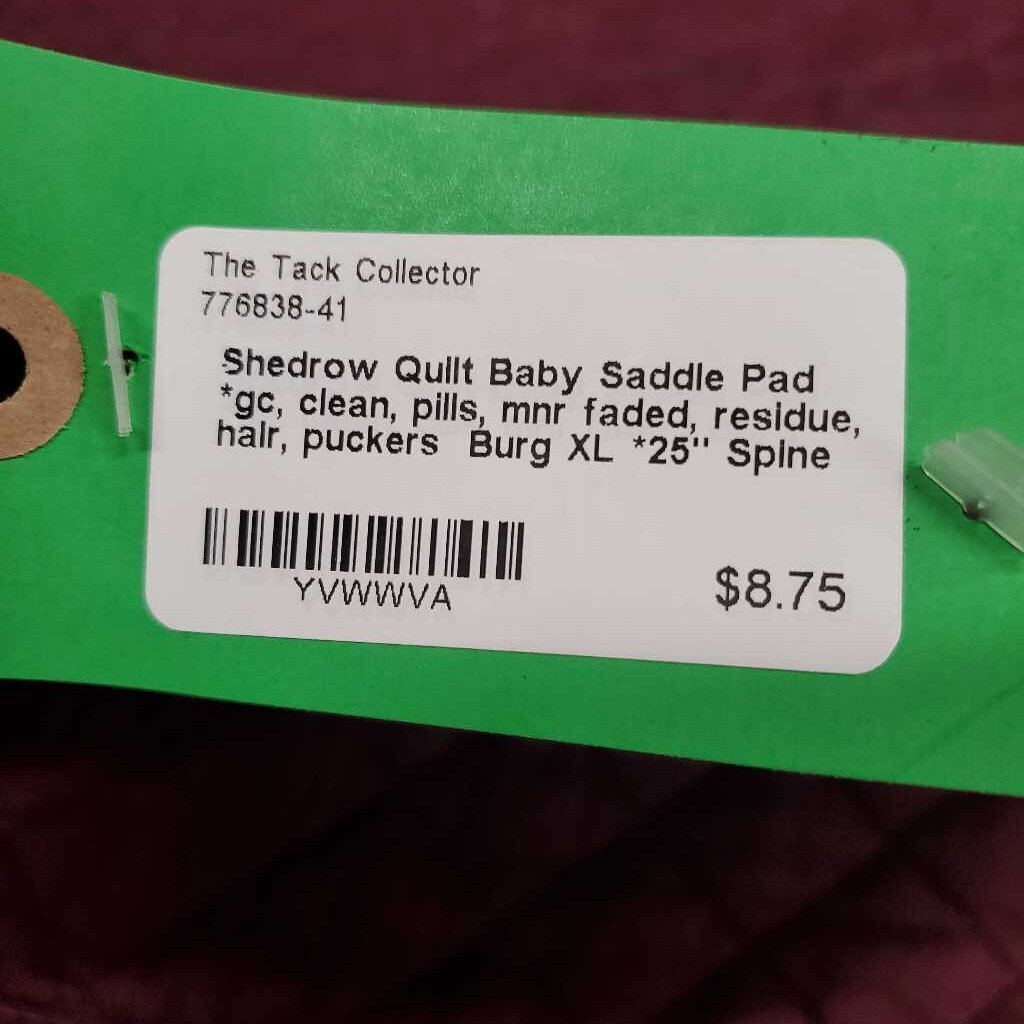 The Tack Collector
776838-41
Shedrow Quilt Baby Saddle Pad
*gc, clean, pills, mnr faded, residue,
hair, puckers Burg XL *25" Spine
YVWWVA
$8.75